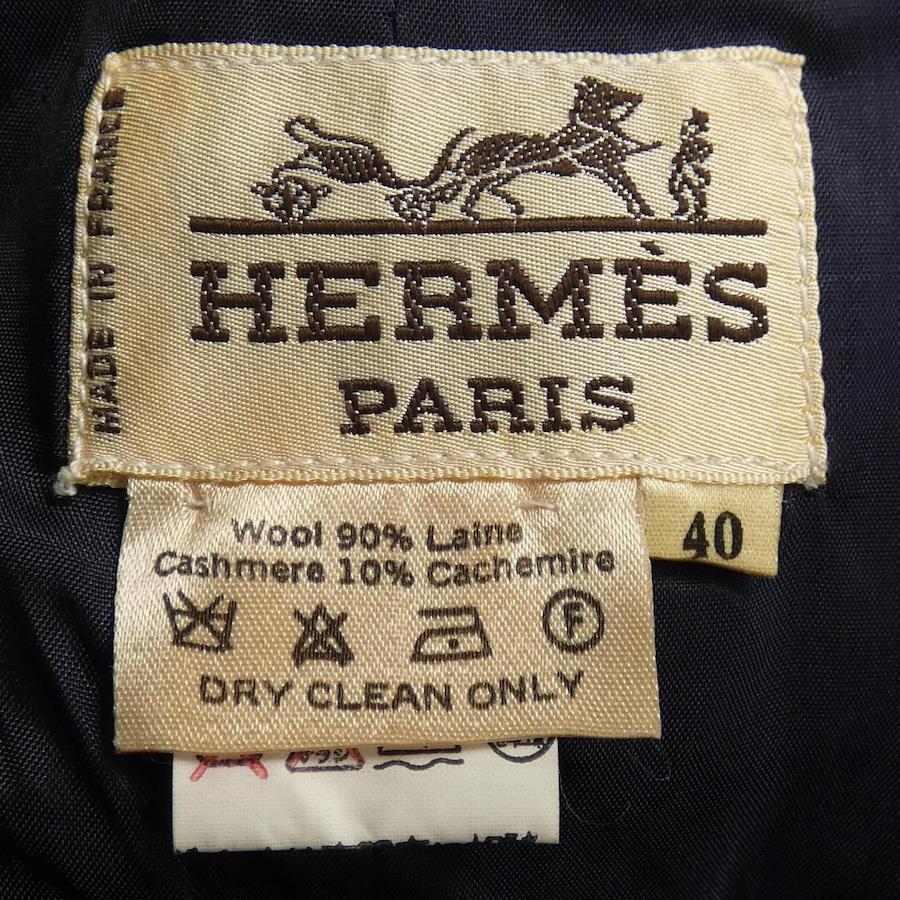 MADE IN FRANCE
HERMÈS
PARIS
40
Wool 90% Laine
Cashmere 10% Cachemire
F
DRY CLEAN ONLY